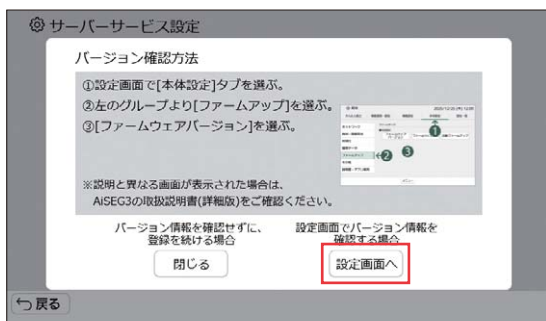 サーバーサービス設定
バージョン確認方法
①設定画面で[本体設定]タブを選ぶ。
②左のグループより[ファームアップ]を選ぶ。
③[ファームウェアバージョン]を選ぶ。
※説明と異なる画面が表示された場合は、
AiSEG3の取扱説明書(詳細版)をご確認ください。
バージョン情報を確認せずに、
登録を続ける場合
設定画面でバージョン情報を
確認する場合
閉じる
設定画面へ
戻る